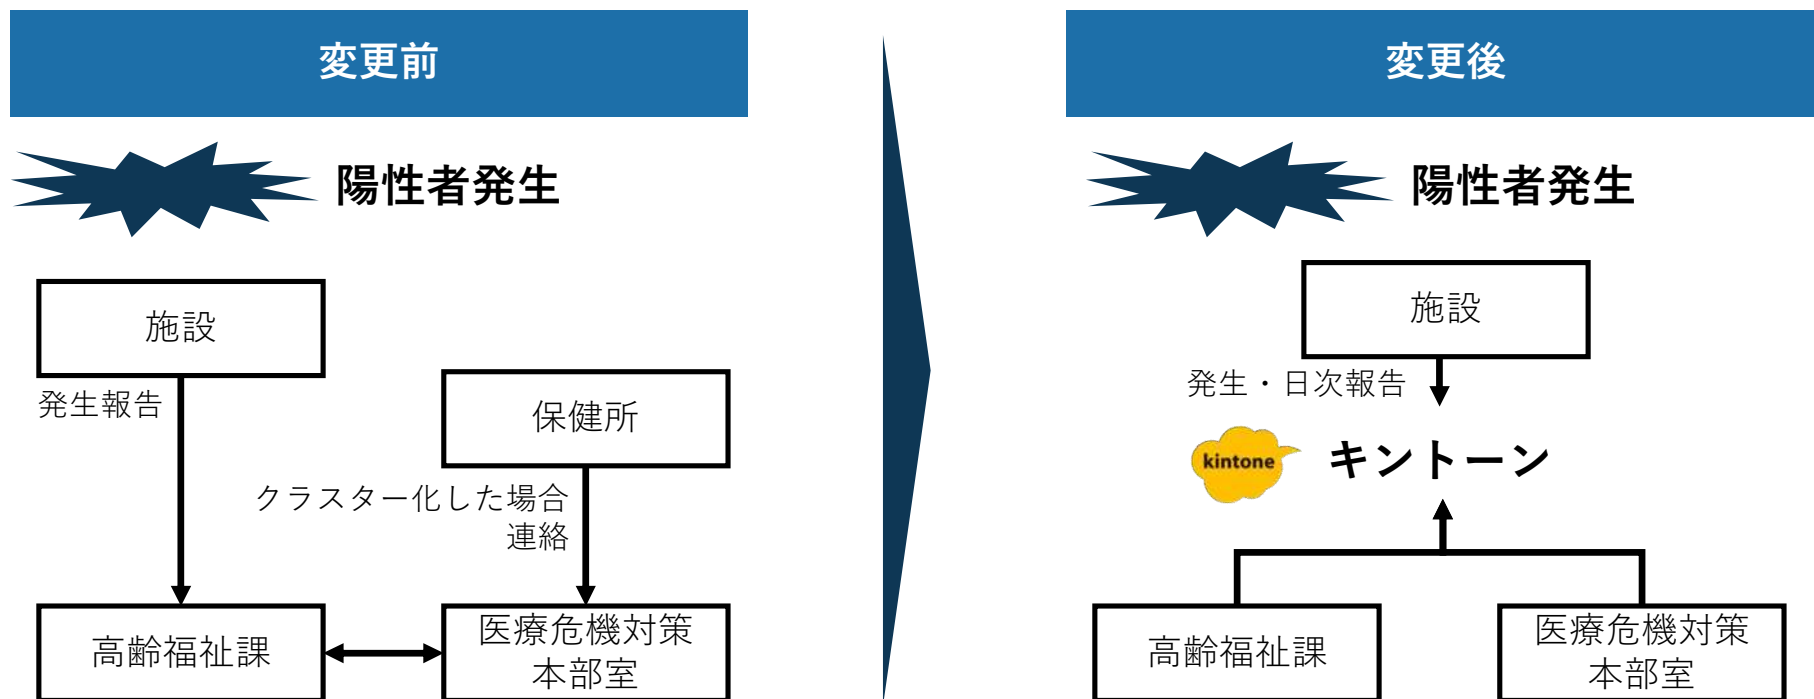 変更前
陽性者発生
施設
発生報告
保健所
クラスター化した場合
連絡
高齢福祉課
医療危機対策
本部室
変更後
陽性者発生
施設
発生・日次報告
kintone
キントーン
高齢福祉課
医療危機対策
本部室